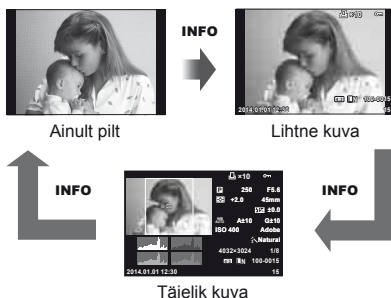 INFO
×10
L N 100-0015
2014.01.01 12:30 15
Ainult pilt
Lihtne kuva
INFO
INFO
×10
P 250 F5.6
+2.0 45mm
±0.0
A±10 G±10
ISO 400 Adobe
Natural
4032×3024 1/8
L N 100-0015
2014.01.01 12:30 15
Täielik kuva